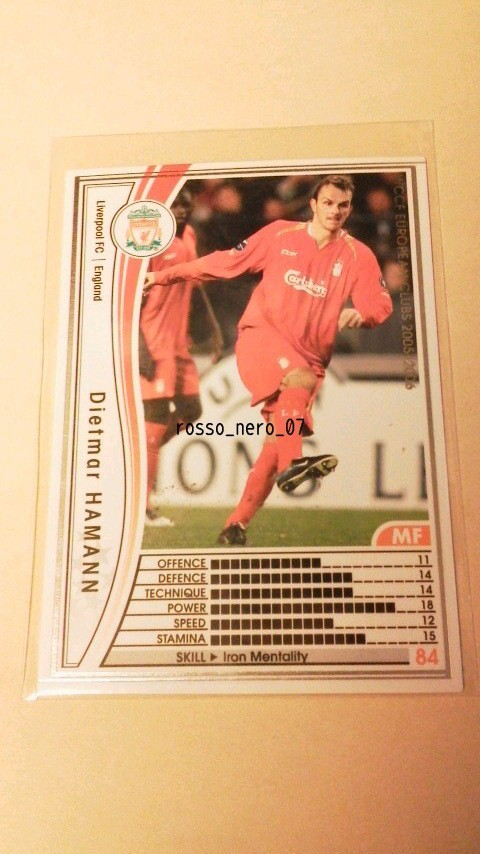 Liverpool FC | England
Dietmar HAMANN
WCCF EUROPEAN CLUBS 2005-2006
Carlsberg
rosso_nero_07
MF
OFFENCE 11
DEFENCE 14
TECHNIQUE 14
POWER 18
SPEED 12
STAMINA 15
SKILL ► Iron Mentality 84